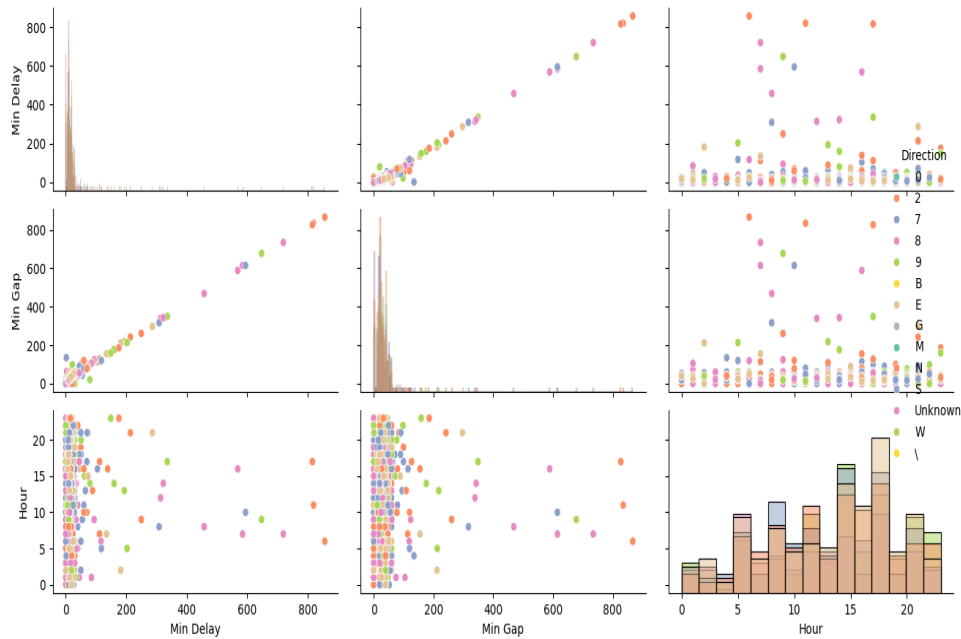 800
600
400
200
0
Min Delay
Direction
0
2
7
8
9
B
E
G
M
N
S
Unknown
W
\
800
600
400
200
0
Min Gap
20
15
10
5
0
Hour
0 200 400 600 800
0 200 400 600 800
0 5 10 15 20
Min Delay Min Gap Hour